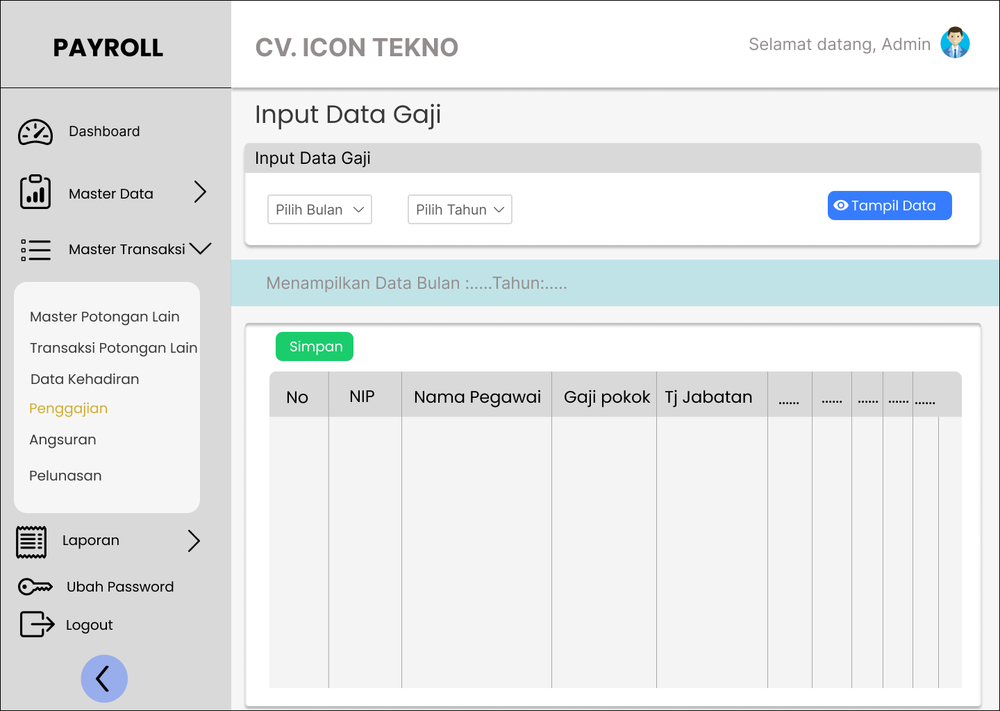 PAYROLL
CV. ICON TEKNO
Selamat datang, Admin
Dashboard
Master Data
Master Transaksi
Master Potongan Lain
Transaksi Potongan Lain
Data Kehadiran
Penggajian
Angsuran
Pelunasan
Laporan
Ubah Password
Logout
Input Data Gaji
Input Data Gaji
Pilih Bulan
Pilih Tahun
Tampil Data
Menampilkan Data Bulan :.....Tahun:.....
Simpan
No NIP Nama Pegawai Gaji pokok Tj Jabatan ...... ...... ...... ...... ......